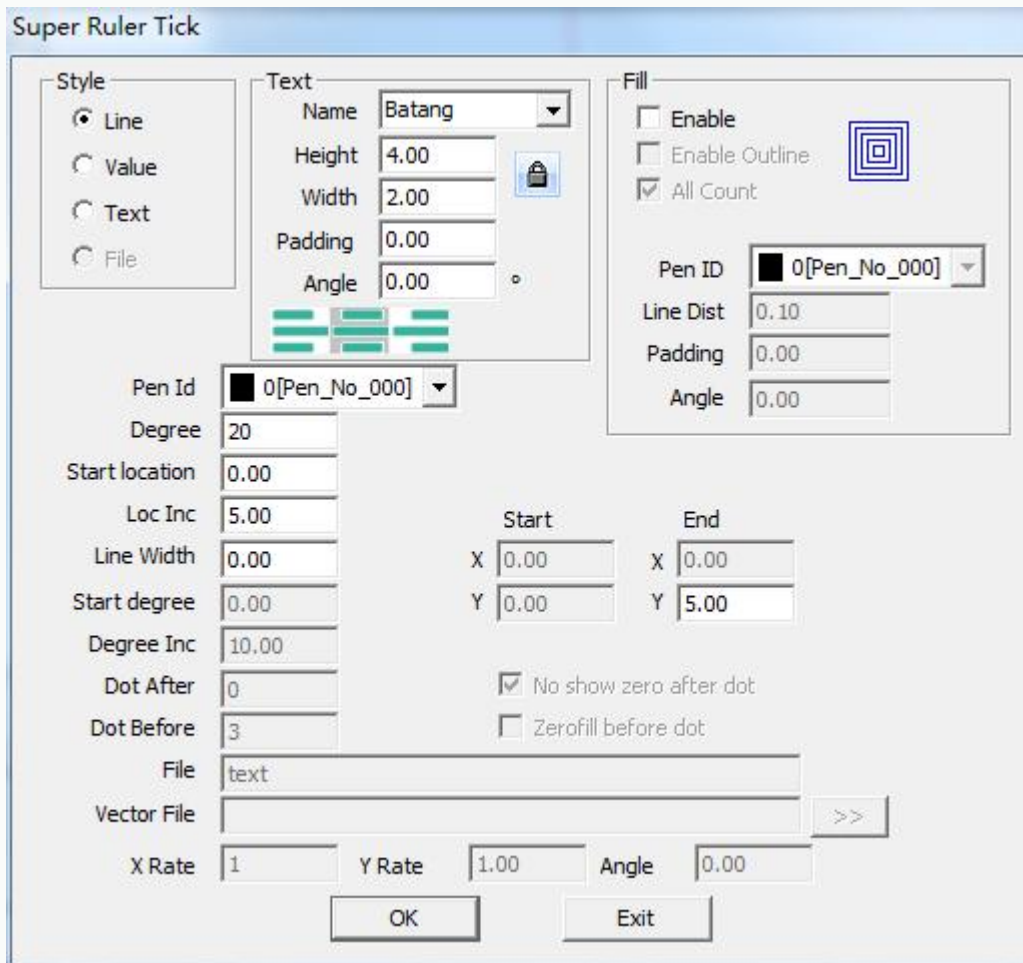 Super Ruler Tick
Style
Line
Value
Text
File
Text
Name Batang
Height 4.00
Width 2.00
Padding 0.00
Angle 0.00 °
Fill
Enable
Enable Outline
All Count
Pen ID 0[Pen_No_000]
Line Dist 0.10
Padding 0.00
Angle 0.00
Pen Id 0[Pen_No_000]
Degree 20
Start location 0.00
Loc Inc 5.00
Line Width 0.00
Start degree 0.00
Degree Inc 10.00
Dot After 0
Dot Before 3
Start End
X 0.00 X 0.00
Y 0.00 Y 5.00
No show zero after dot
Zerofill before dot
File text
Vector File >>
X Rate 1 Y Rate 1.00 Angle 0.00
OK Exit